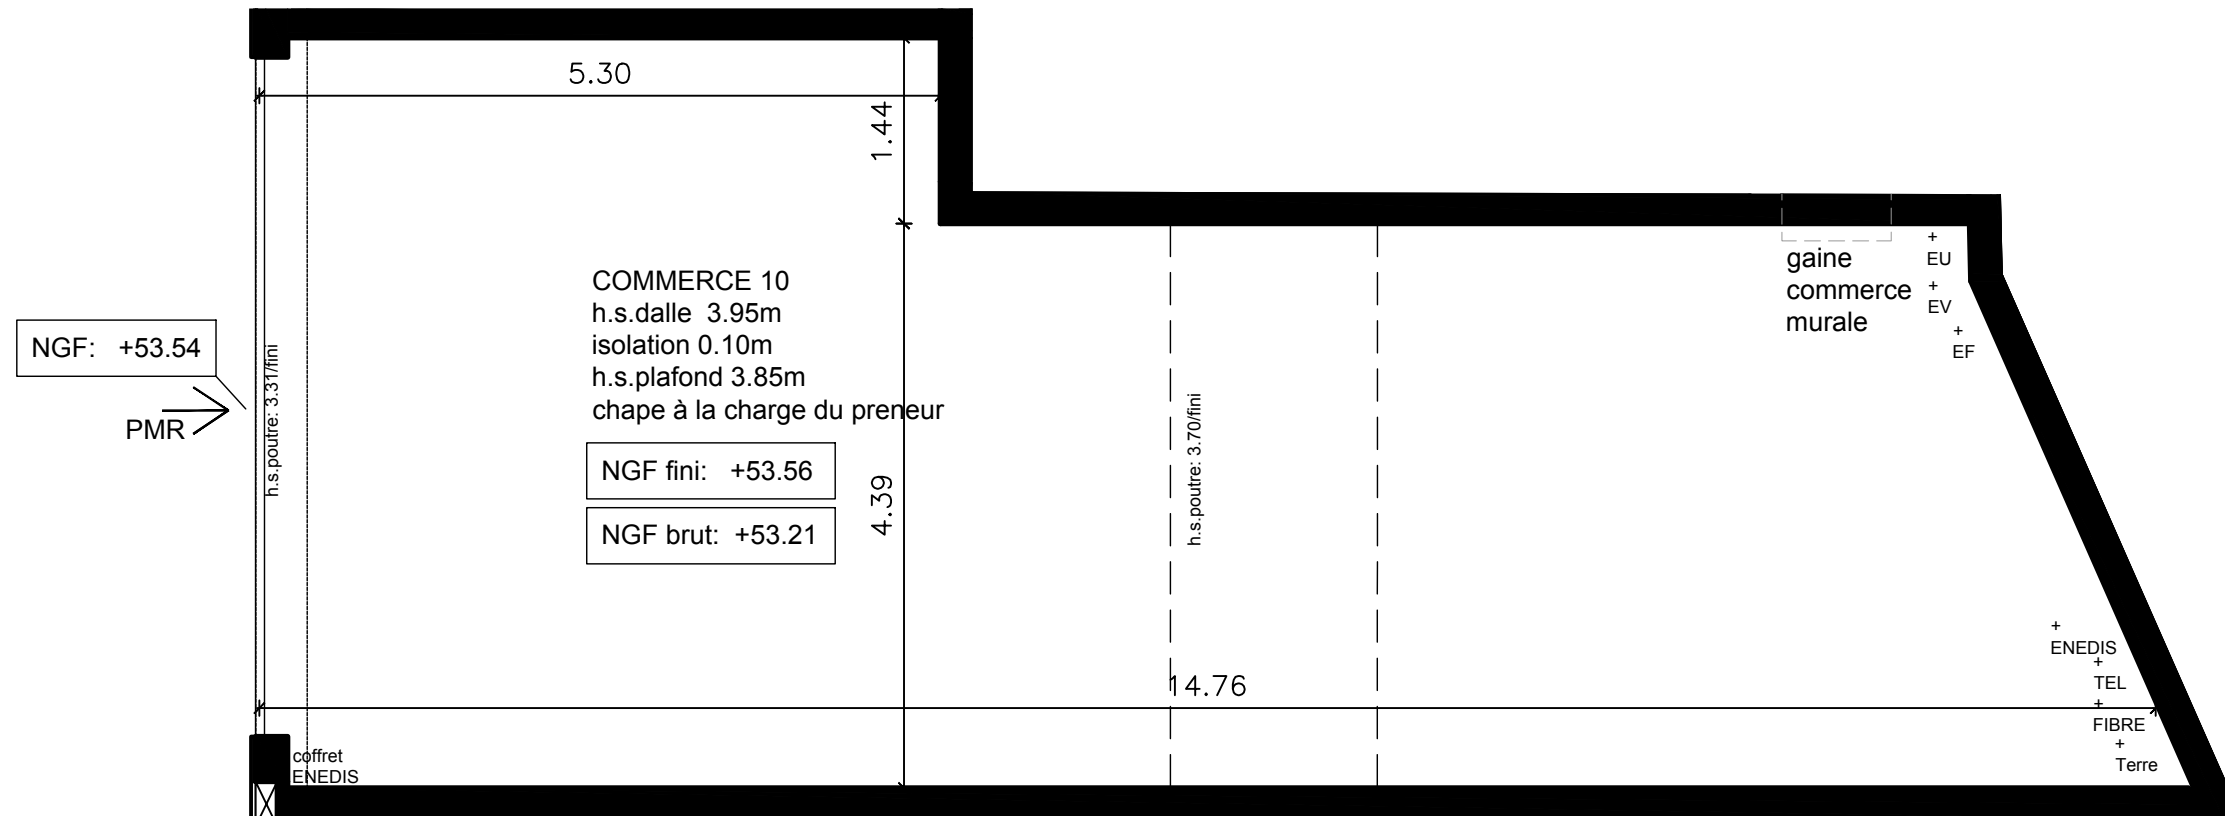 5.30
1.44
COMMERCE 10
h.s.dalle 3.95m
isolation 0.10m
h.s.plafond 3.85m
chape à la charge du preneur
NGF fini: +53.56
NGF brut: +53.21
NGF: +53.54
PMR
h.s.poutre: 3.31/fini
4.39
h.s.poutre: 3.70/fini
gaine
commerce
murale
+
EU
+
EV
+
EF
+
ENEDIS
+
TEL
+
FIBRE
+
Terre
14.76
coffret
ENEDIS